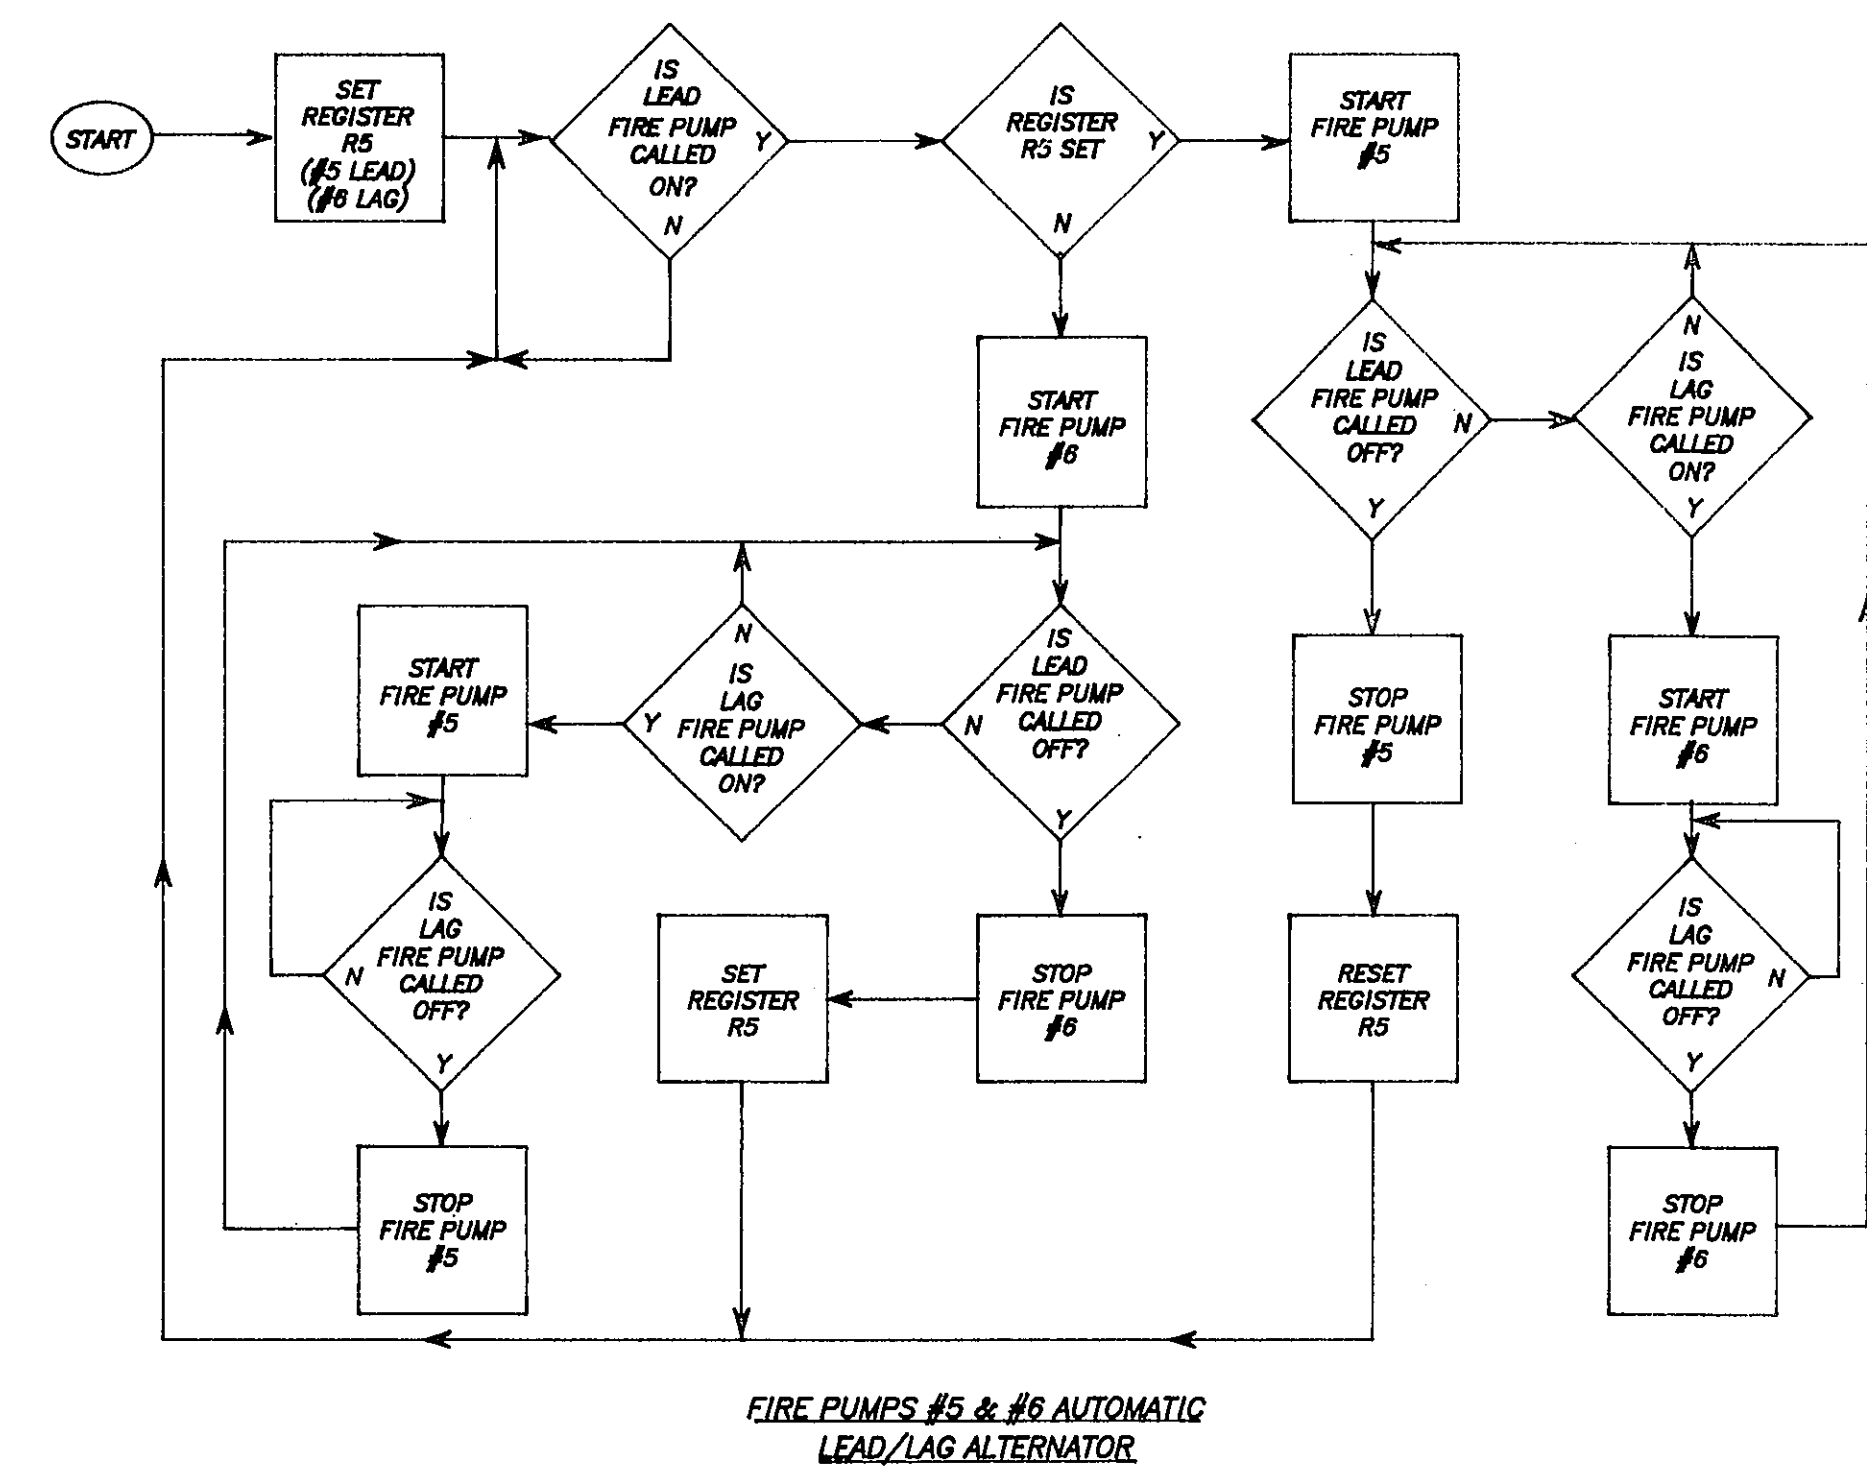 START
SET
REGISTER
R5
(#5 LEAD)
(#6 LAG)
IS
LEAD
FIRE PUMP
CALLED
ON?
Y
N
IS
REGISTER
R5 SET
Y
N
START
FIRE PUMP
#5
START
FIRE PUMP
#6
IS
LEAD
FIRE PUMP
CALLED
OFF?
N
Y
N
IS
LAG
FIRE PUMP
CALLED
ON?
Y
START
FIRE PUMP
#5
N
IS
LAG
FIRE PUMP
CALLED
ON?
Y
IS
LEAD
FIRE PUMP
CALLED
OFF?
N
Y
STOP
FIRE PUMP
#5
START
FIRE PUMP
#6
IS
LAG
FIRE PUMP
CALLED
OFF?
N
Y
SET
REGISTER
R5
STOP
FIRE PUMP
#6
RESET
REGISTER
R5
IS
LAG
FIRE PUMP
CALLED
OFF?
N
Y
STOP
FIRE PUMP
#5
STOP
FIRE PUMP
#6
FIRE PUMPS #5 & #6 AUTOMATIC
LEAD/LAG ALTERNATOR